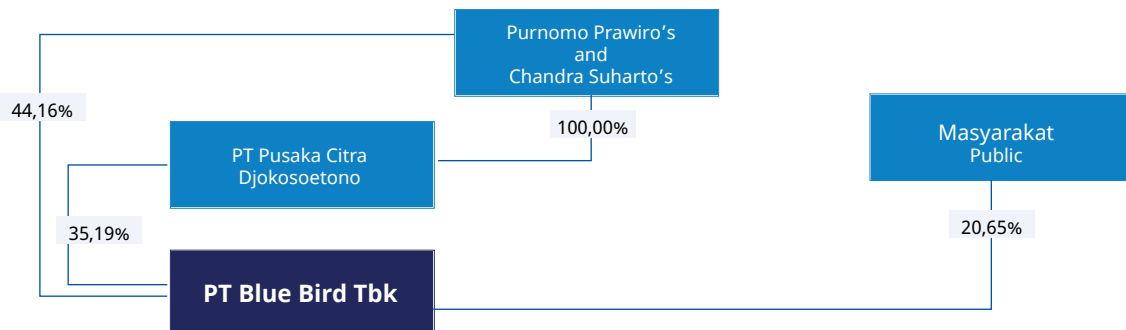 Purnomo Prawiro’s
and
Chandra Suharto’s
44,16%
100,00%
PT Pusaka Citra
Djokosoetono
Masyarakat
Public
35,19%
20,65%
PT Blue Bird Tbk